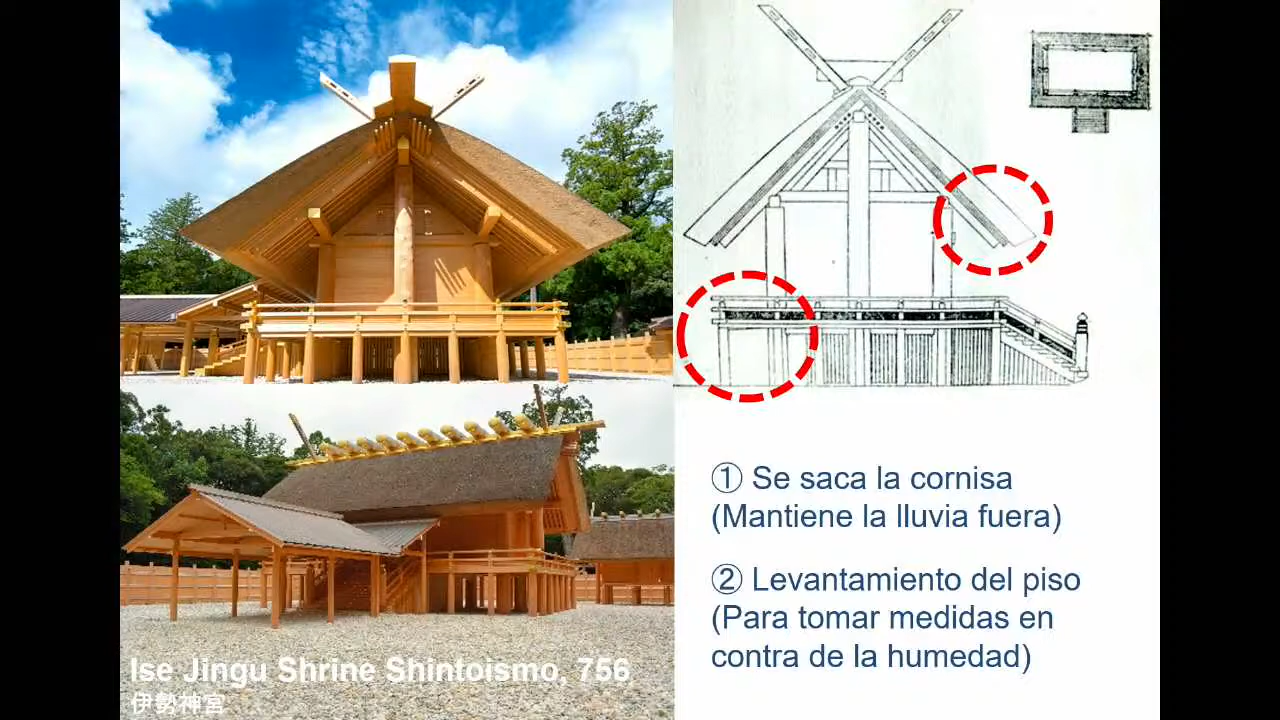 ① Se saca la cornisa
(Mantiene la lluvia fuera)
② Levantamiento del piso
(Para tomar medidas en
contra de la humedad)
Ise Jingu Shrine Shintoismo, 756
伊勢神宮